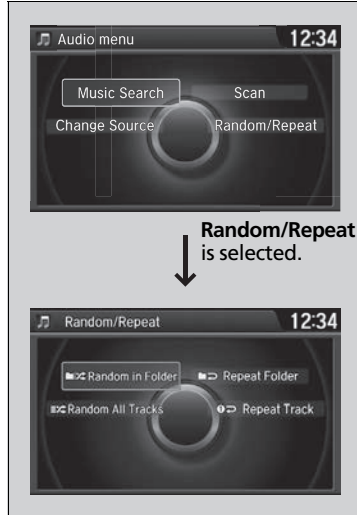 Audio menu 12:34
Music Search Scan
Change Source Random/Repeat
Random/Repeat
is selected.
Random/Repeat 12:34
Random in Folder Repeat Folder
Random All Tracks Repeat Track